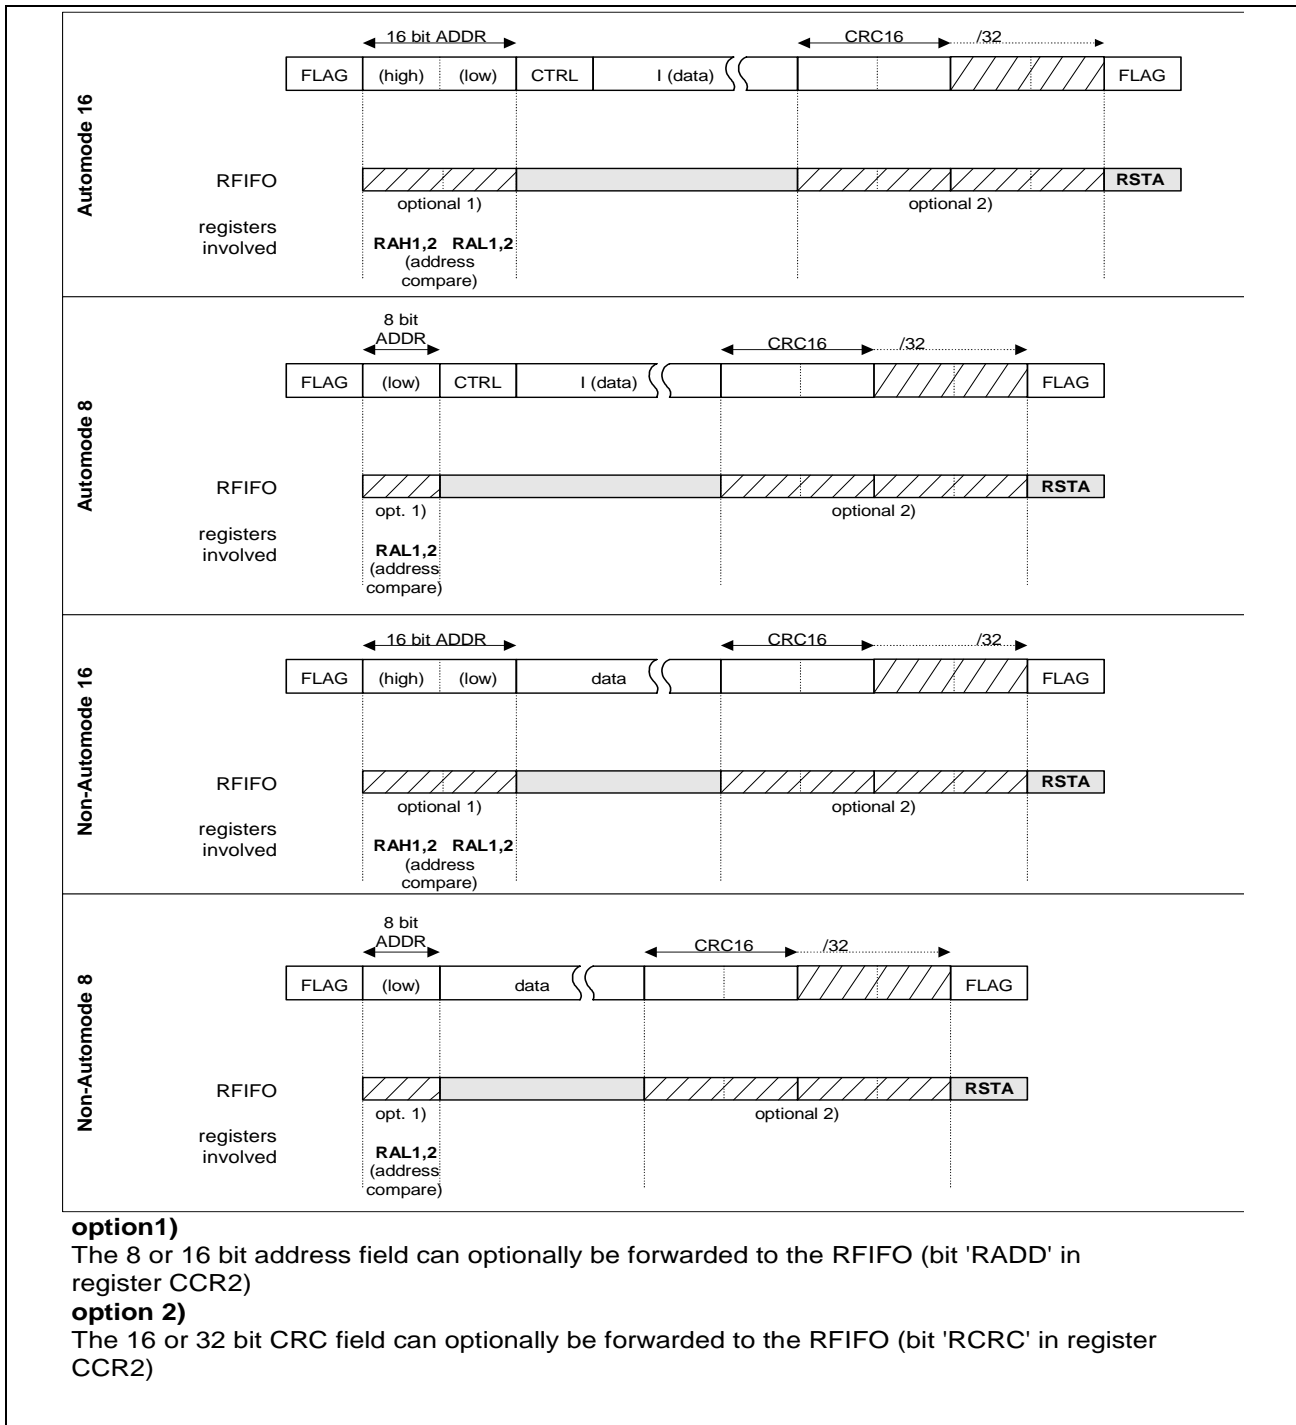 Automode 16
16 bit ADDR CRC16 /32
FLAG (high) (low) CTRL I (data) FLAG
RFIFO RSTA
optional 1) optional 2)
registers
involved
RAH1,2 RAL1,2
(address
compare)
Automode 8
8 bit
ADDR CRC16 /32
FLAG (low) CTRL I (data) FLAG
RFIFO RSTA
opt. 1) optional 2)
registers
involved
RAL1,2
(address
compare)
Non-Automode 16
16 bit ADDR CRC16 /32
FLAG (high) (low) data FLAG
RFIFO RSTA
optional 1) optional 2)
registers
involved
RAH1,2 RAL1,2
(address
compare)
Non-Automode 8
8 bit
ADDR CRC16 /32
FLAG (low) data FLAG
RFIFO RSTA
opt. 1) optional 2)
registers
involved
RAL1,2
(address
compare)
option1)
The 8 or 16 bit address field can optionally be forwarded to the RFIFO (bit 'RADD' in
register CCR2)
option 2)
The 16 or 32 bit CRC field can optionally be forwarded to the RFIFO (bit 'RCRC' in register
CCR2)